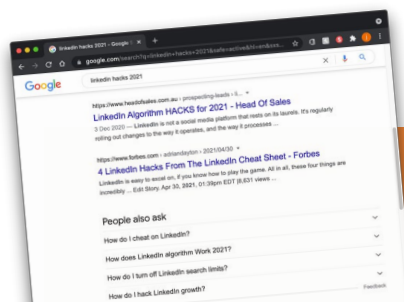 linkedin hacks 2021 - Google
google.com/search?q=linkedin+hacks+2021&safe=active&hl=en&sxs...
Google
linkedin hacks 2021
https://www.headofsales.com.au › prospecting-leads › li...
LinkedIn Algorithm HACKS for 2021 - Head Of Sales
3 Dec 2020 — LinkedIn is not a social media platform that rests on its laurels. It's regularly
rolling out changes to the way it operates, and the way it processes ...
https://www.forbes.com › adriandayton › 2021/04/30
4 LinkedIn Hacks From The LinkedIn Cheat Sheet - Forbes
LinkedIn is easy to excel on, if you know how to play the game. All in all, these four things are
incredibly ... Edit Story. Apr 30, 2021, 01:39pm EDT |8,631 views ...
People also ask
How do I cheat on LinkedIn?
How does LinkedIn algorithm Work 2021?
How do I turn off LinkedIn search limits?
How do I hack LinkedIn growth?
Feedback